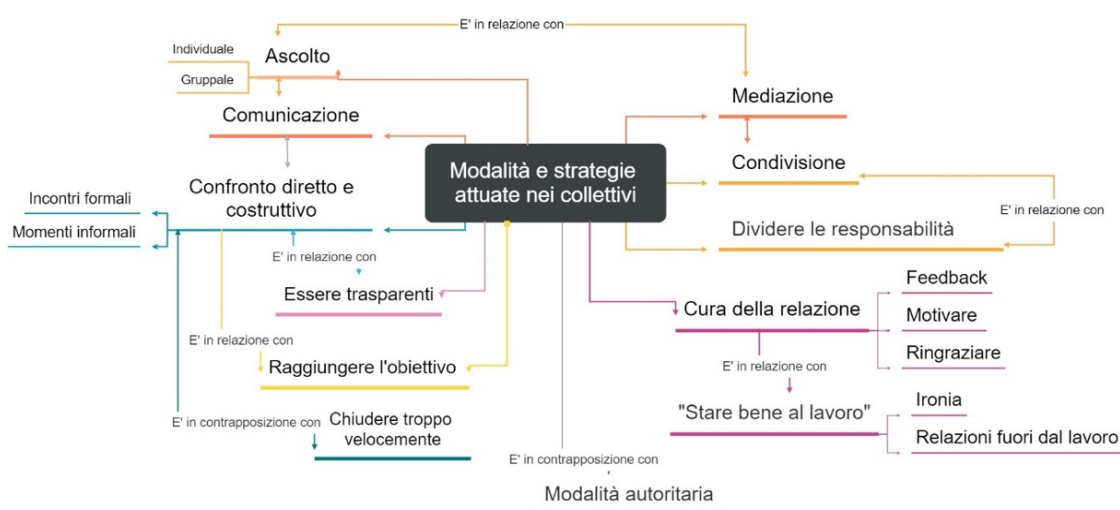 E' in relazione con
Individuale
Ascolto
Gruppale
Mediazione
Comunicazione
Modalità e strategie
attuate nei collettivi
Condivisione
Confronto diretto e
costruttivo
Incontri formali
Momenti informali
E' in relazione con
Dividere le responsabilità
E' in relazione con
Essere trasparenti
Feedback
Cura della relazione
Motivare
E' in relazione con
Ringraziare
Raggiungere l'obiettivo
E' in relazione con
Ironia
"Stare bene al lavoro"
E' in contrapposizione con
Chiudere troppo
velocemente
Relazioni fuori dal lavoro
E' in contrapposizione con
Modalità autoritaria